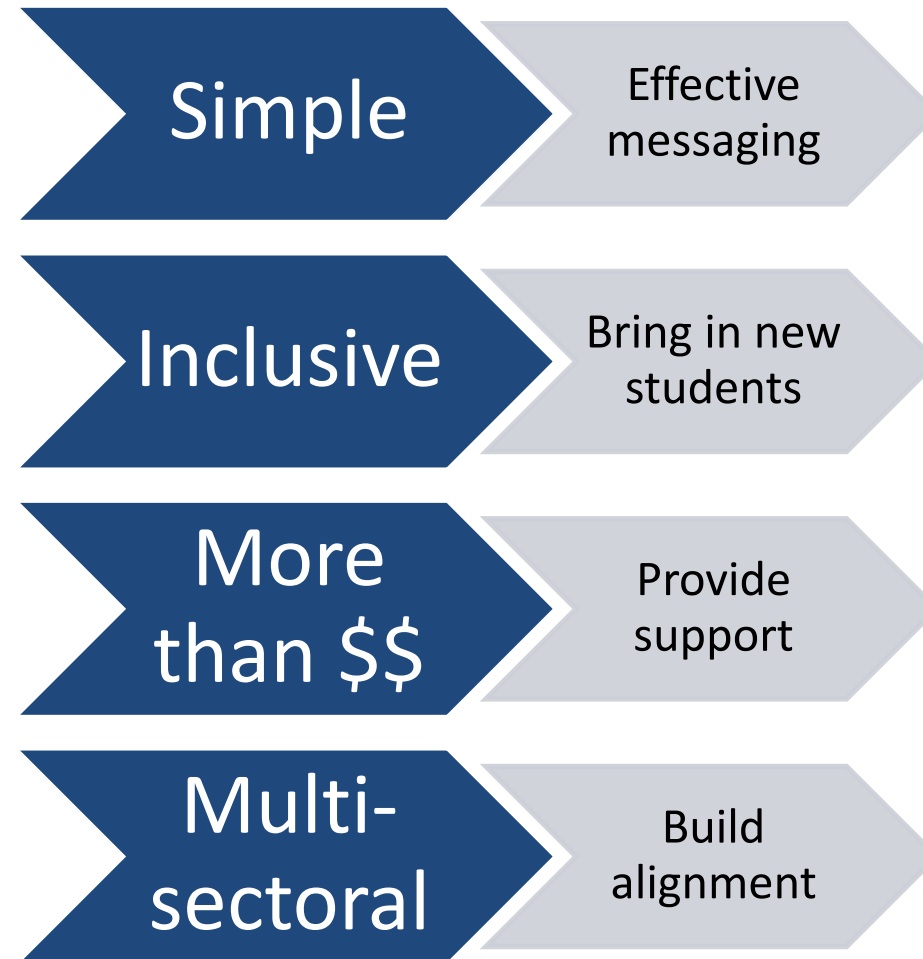 Simple
Effective
messaging
Inclusive
Bring in new
students
More
than $$
Provide
support
Multi-
sectoral
Build
alignment